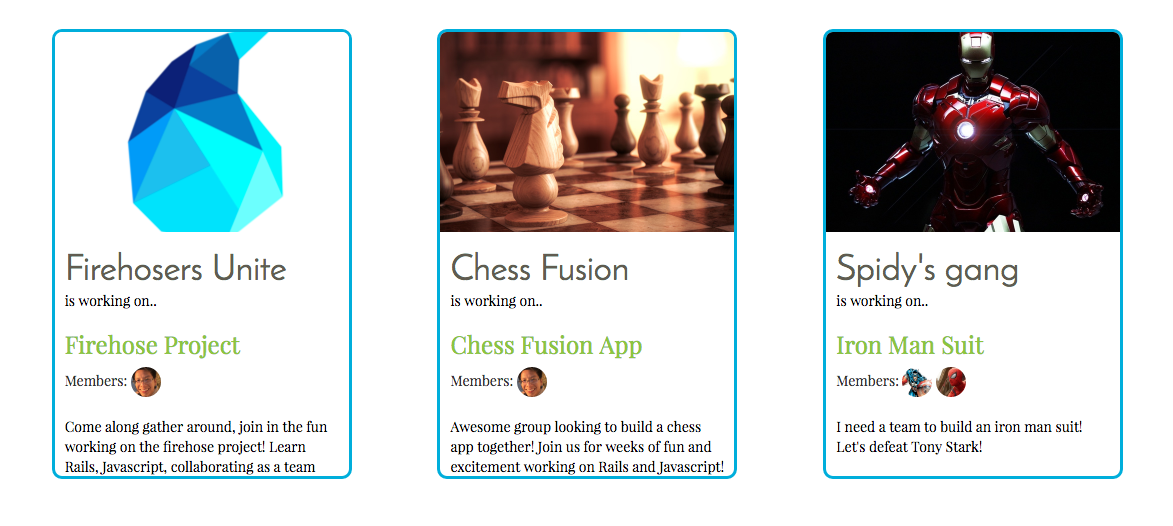 Firehosers Unite
is working on..
Firehose Project
Members:
Come along gather around, join in the fun
working on the firehose project! Learn
Rails, Javascript, collaborating as a team
Chess Fusion
is working on..
Chess Fusion App
Members:
Awesome group looking to build a chess
app together! Join us for weeks of fun and
excitement working on Rails and Javascript!
Spidy's gang
is working on..
Iron Man Suit
Members:
I need a team to build an iron man suit!
Let's defeat Tony Stark!